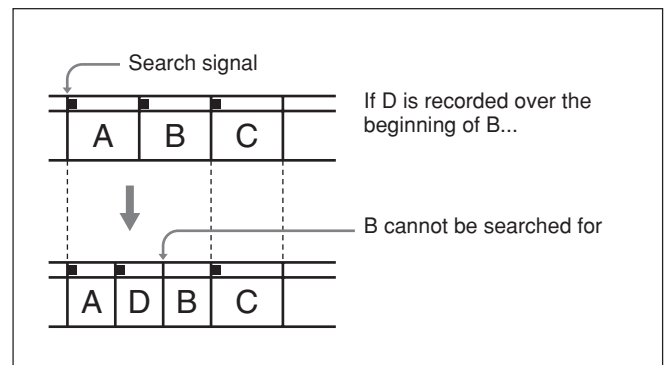 Search signal
If D is recorded over the
beginning of B...
A B C
B cannot be searched for
A D B C